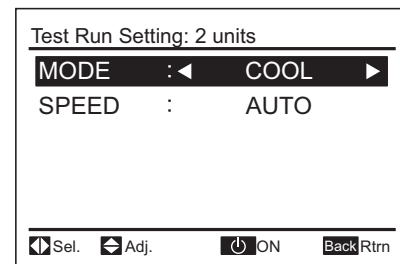 Test Run Setting: 2 units
MODE : ◀ COOL ▶
SPEED : AUTO
Sel. Adj. ON Back Rtrn